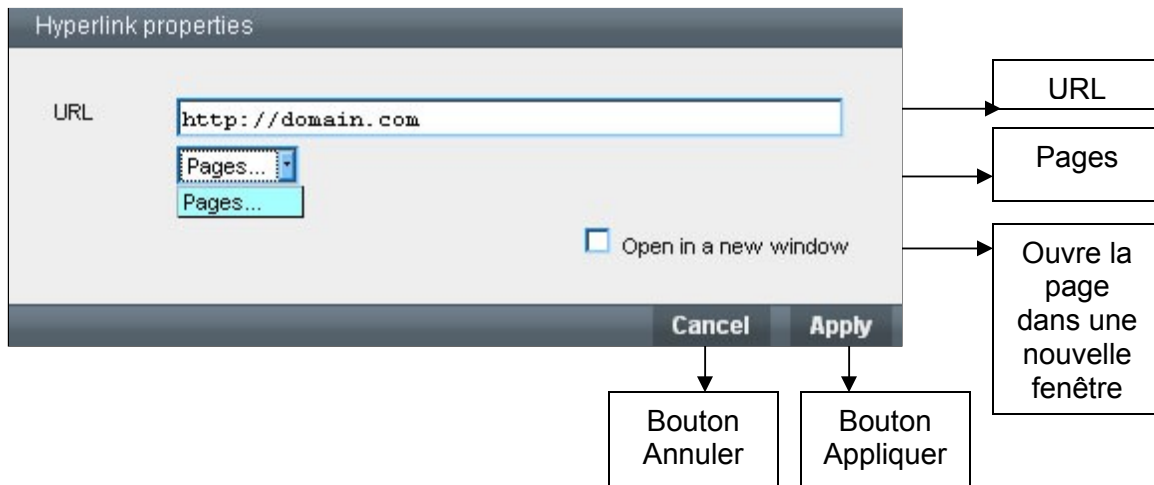 Hyperlink properties
URL
http://domain.com
Pages...
Pages...
Open in a new window
Cancel
Apply
URL
Pages
Ouvre la
page
dans une
nouvelle
fenêtre
Bouton
Annuler
Bouton
Appliquer